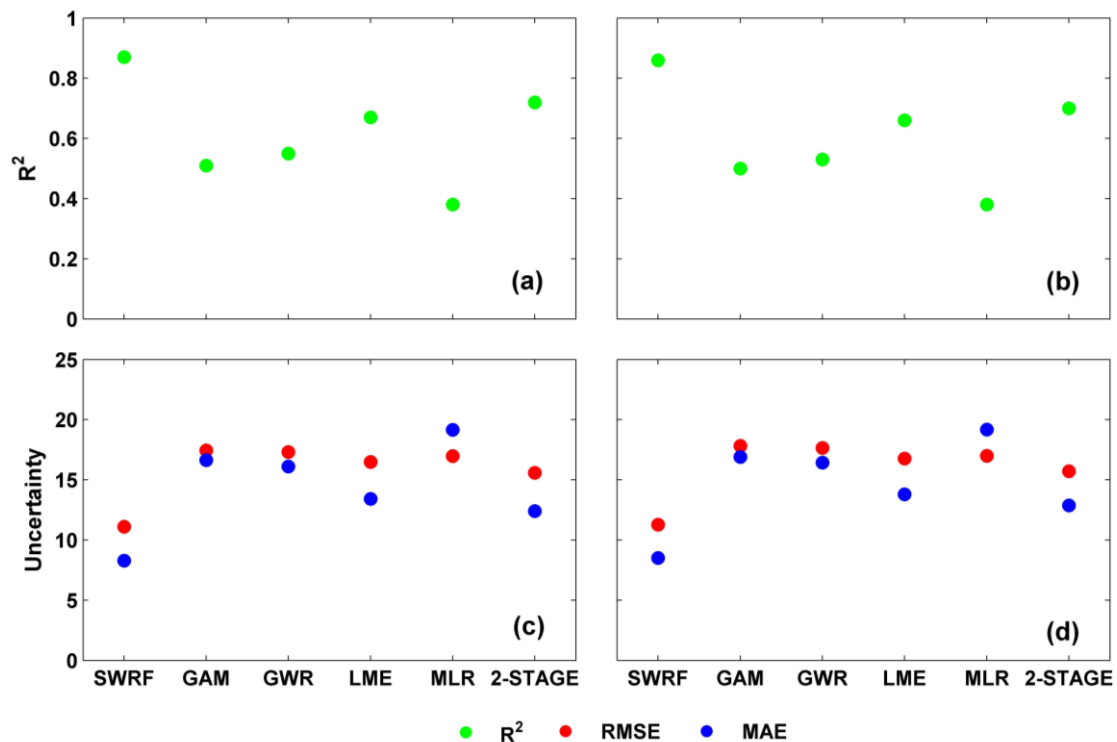 1
0.8
0.6
0.4
0.2
0
R²
(a)
(b)
25
20
15
10
5
0
Uncertainty
(c)
(d)
SWRF GAM GWR LME MLR 2-STAGE
SWRF GAM GWR LME MLR 2-STAGE
R² RMSE MAE